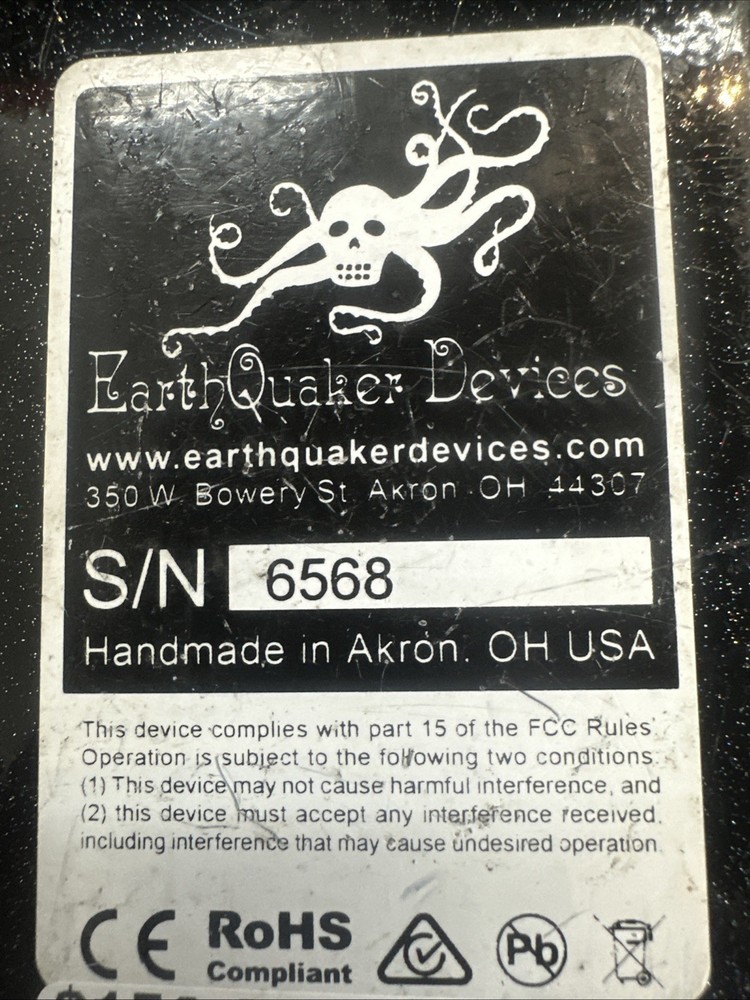 EarthQuaker Devices
www.earthquakerdevices.com
350 W Bowery St Akron OH 44307
S/N 6568
Handmade in Akron. OH USA
This device complies with part 15 of the FCC Rules
Operation is subject to the following two conditions:
(1) This device may not cause harmful interference, and
(2) this device must accept any interference received.
including interference that may cause undesired operation.
CE RoHS Compliant Pb